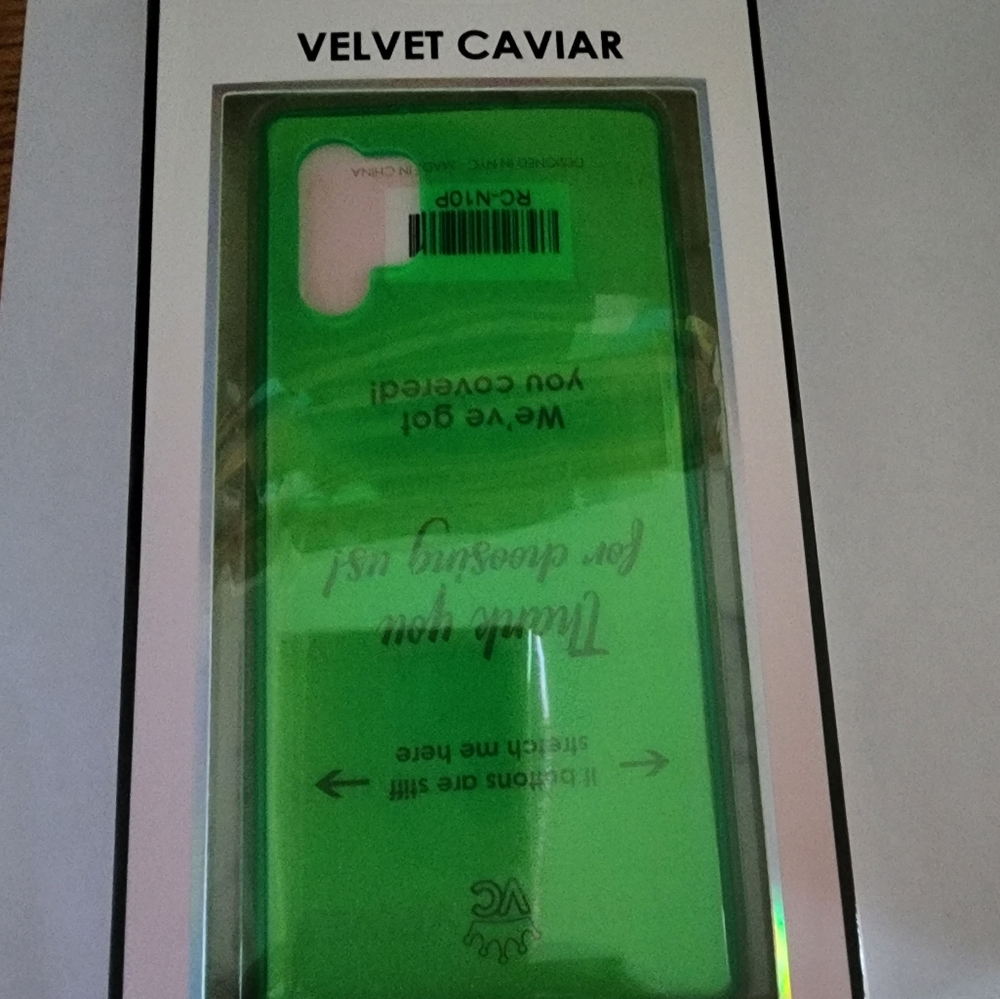 VELVET CAVIAR
VC
If buttons are stiff
stretch me here
Thank you
for choosing us!
We've got
you covered!
RC-N10P
DESIGNED IN NYC MADE IN CHINA